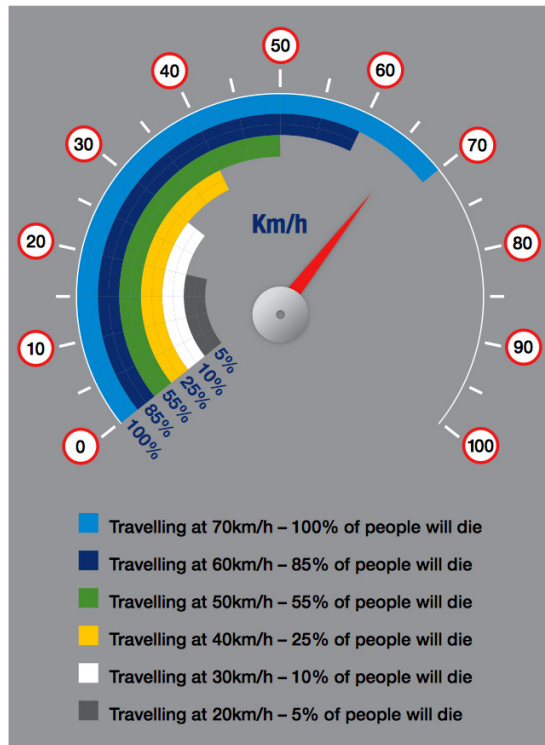 50
40
60
30
70
Km/h
20
80
10
90
5%
10%
25%
55%
85%
100%
0
100
Travelling at 70km/h – 100% of people will die
Travelling at 60km/h – 85% of people will die
Travelling at 50km/h – 55% of people will die
Travelling at 40km/h – 25% of people will die
Travelling at 30km/h – 10% of people will die
Travelling at 20km/h – 5% of people will die